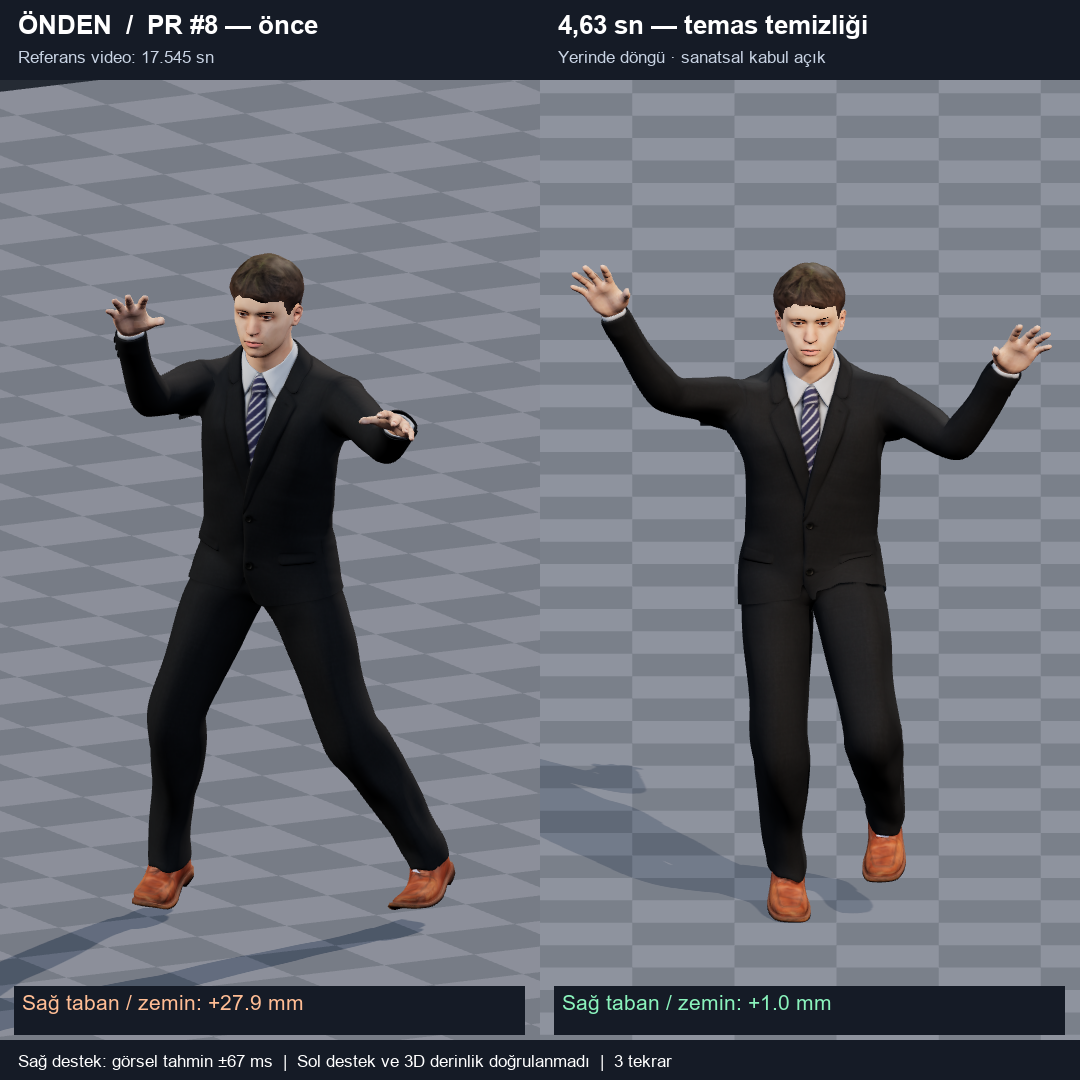 ÖNDEN / PR #8 — önce
Referans video: 17.545 sn
4,63 sn — temas temizliği
Yerinde döngü · sanatsal kabul açık
Sağ taban / zemin: +27.9 mm
Sağ taban / zemin: +1.0 mm
Sağ destek: görsel tahmin ±67 ms | Sol destek ve 3D derinlik doğrulanmadı | 3 tekrar